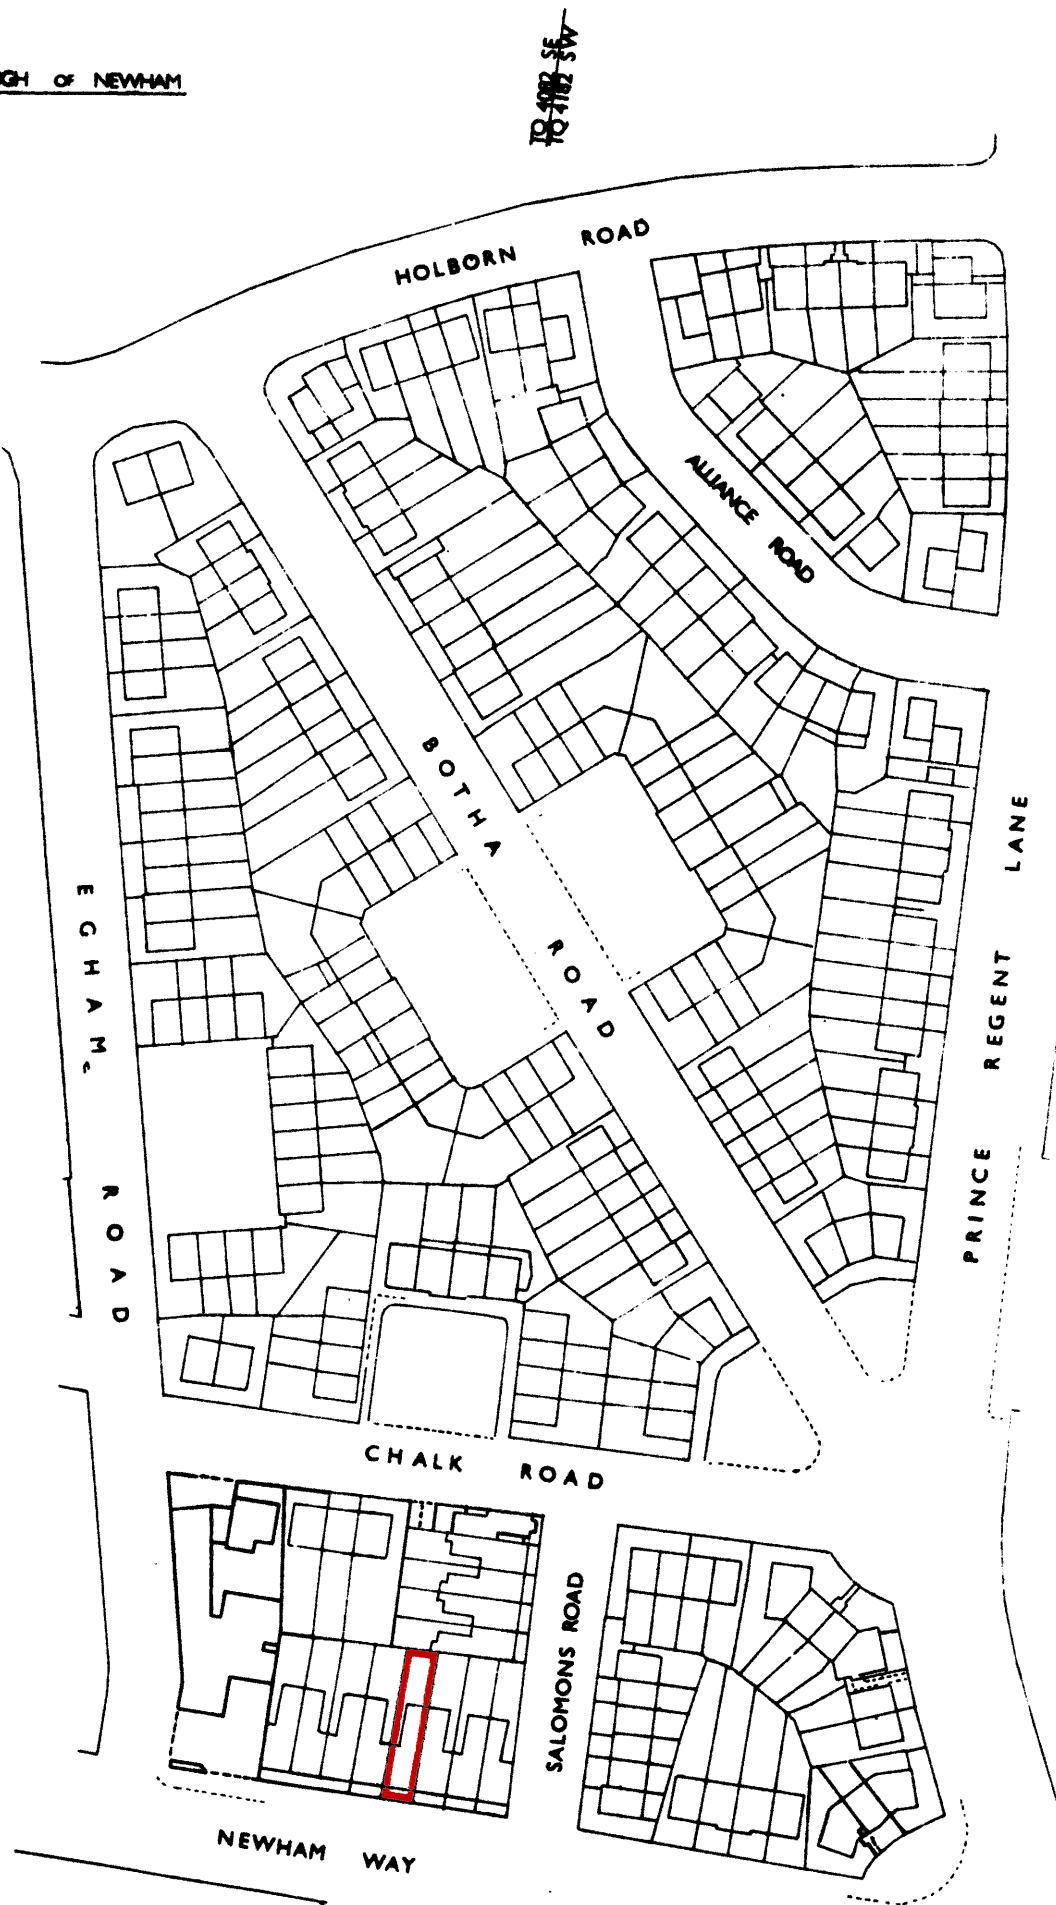 GH OF NEWHAM
TQ 4082 SE
TQ 4182 SW
HOLBORN ROAD
ALLIANCE ROAD
BOTHA ROAD
EGHAM ROAD
PRINCE REGENT LANE
CHALK ROAD
SALOMONS ROAD
NEWHAM WAY